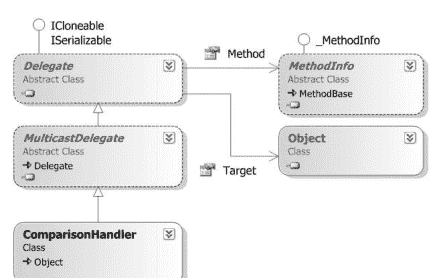 ICloneable
ISerializable
Delegate
Abstract Class
Method
_MethodInfo
MethodInfo
Abstract Class
MethodBase
MulticastDelegate
Abstract Class
Delegate
Target
Object
Class
ComparisonHandler
Class
Object